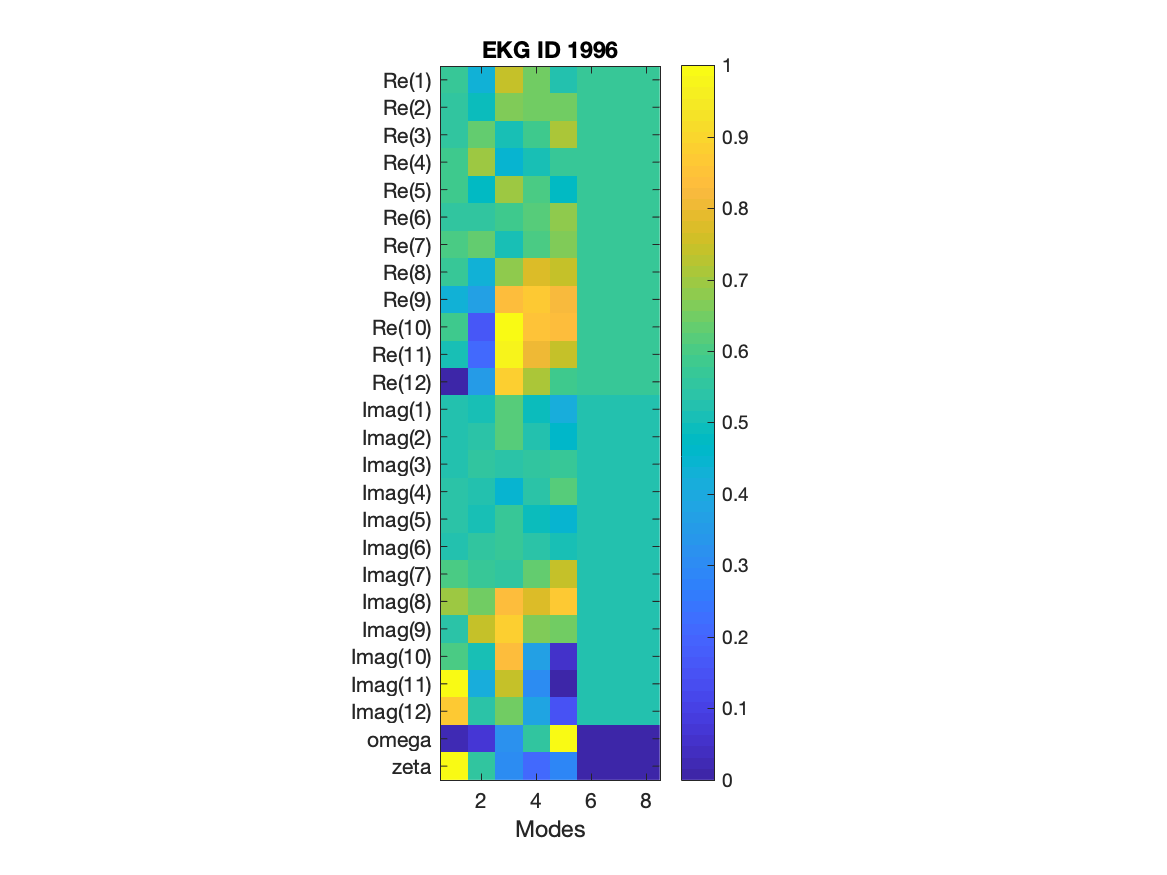 EKG ID 1996
Re(1)
Re(2)
Re(3)
Re(4)
Re(5)
Re(6)
Re(7)
Re(8)
Re(9)
Re(10)
Re(11)
Re(12)
Imag(1)
Imag(2)
Imag(3)
Imag(4)
Imag(5)
Imag(6)
Imag(7)
Imag(8)
Imag(9)
Imag(10)
Imag(11)
Imag(12)
omega
zeta
2 4 6 8
Modes
1
0.9
0.8
0.7
0.6
0.5
0.4
0.3
0.2
0.1
0